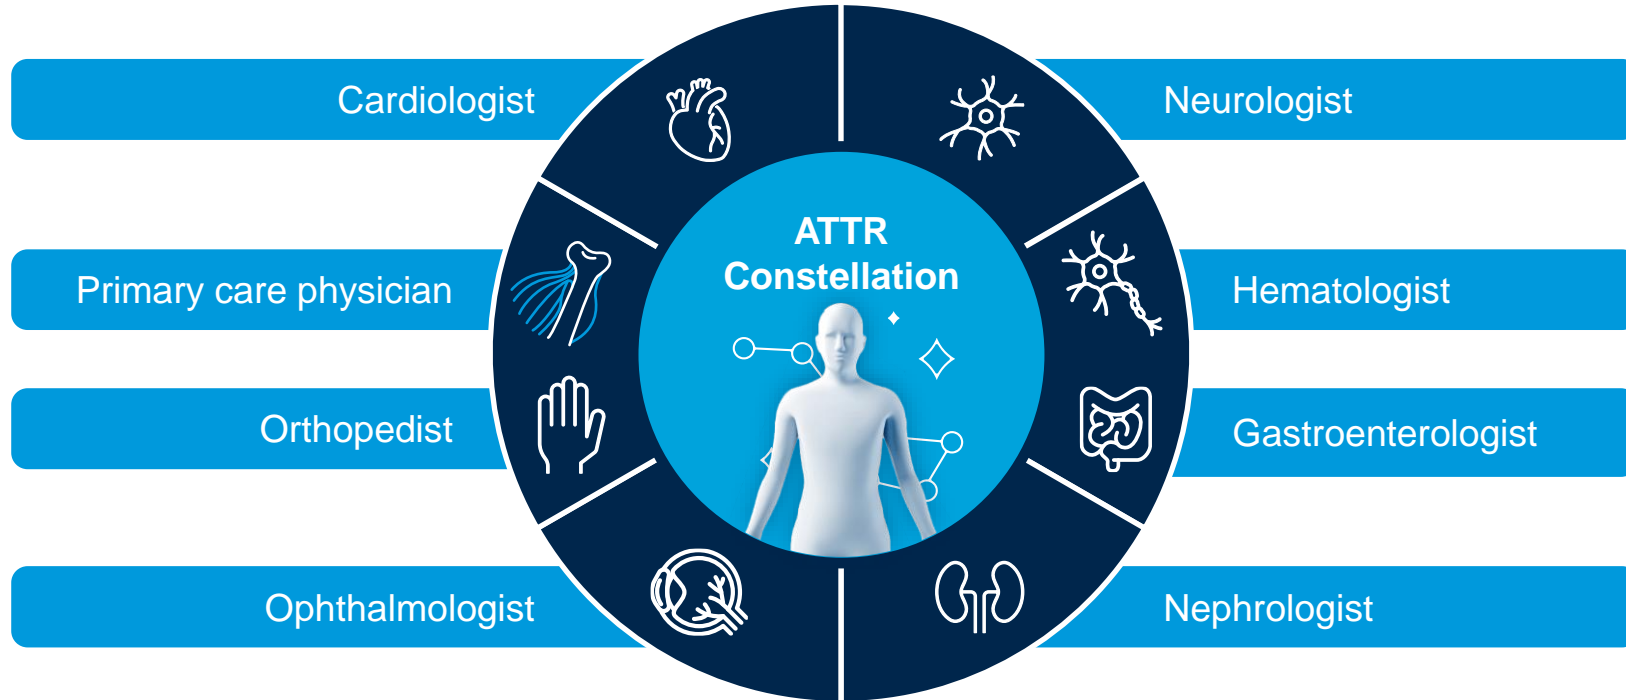 Cardiologist
Neurologist
ATTR
Constellation
Primary care physician
Hematologist
Orthopedist
Gastroenterologist
Ophthalmologist
Nephrologist